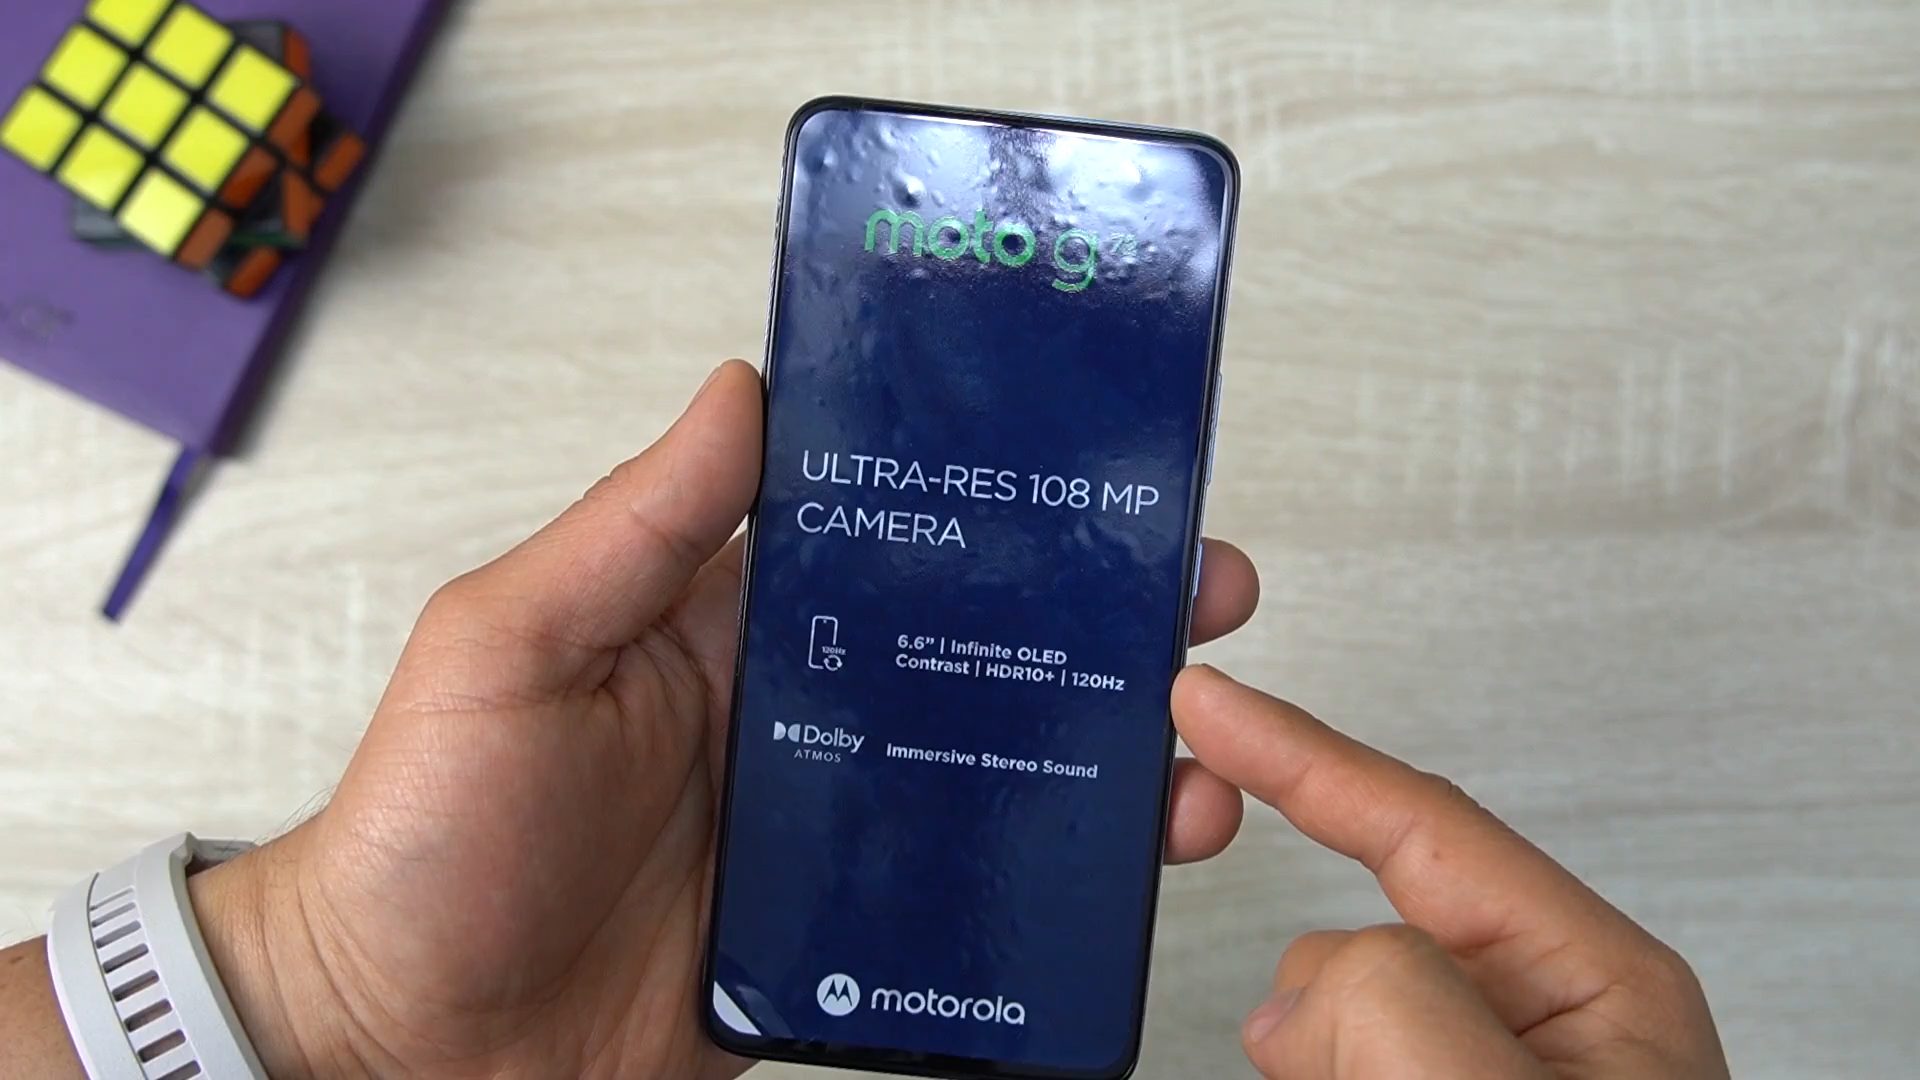 moto g
ULTRA-RES 108 MP
CAMERA
120Hz
6.6” | Infinite OLED
Contrast | HDR10+ | 120Hz
Dolby
ATMOS
Immersive Stereo Sound
motorola